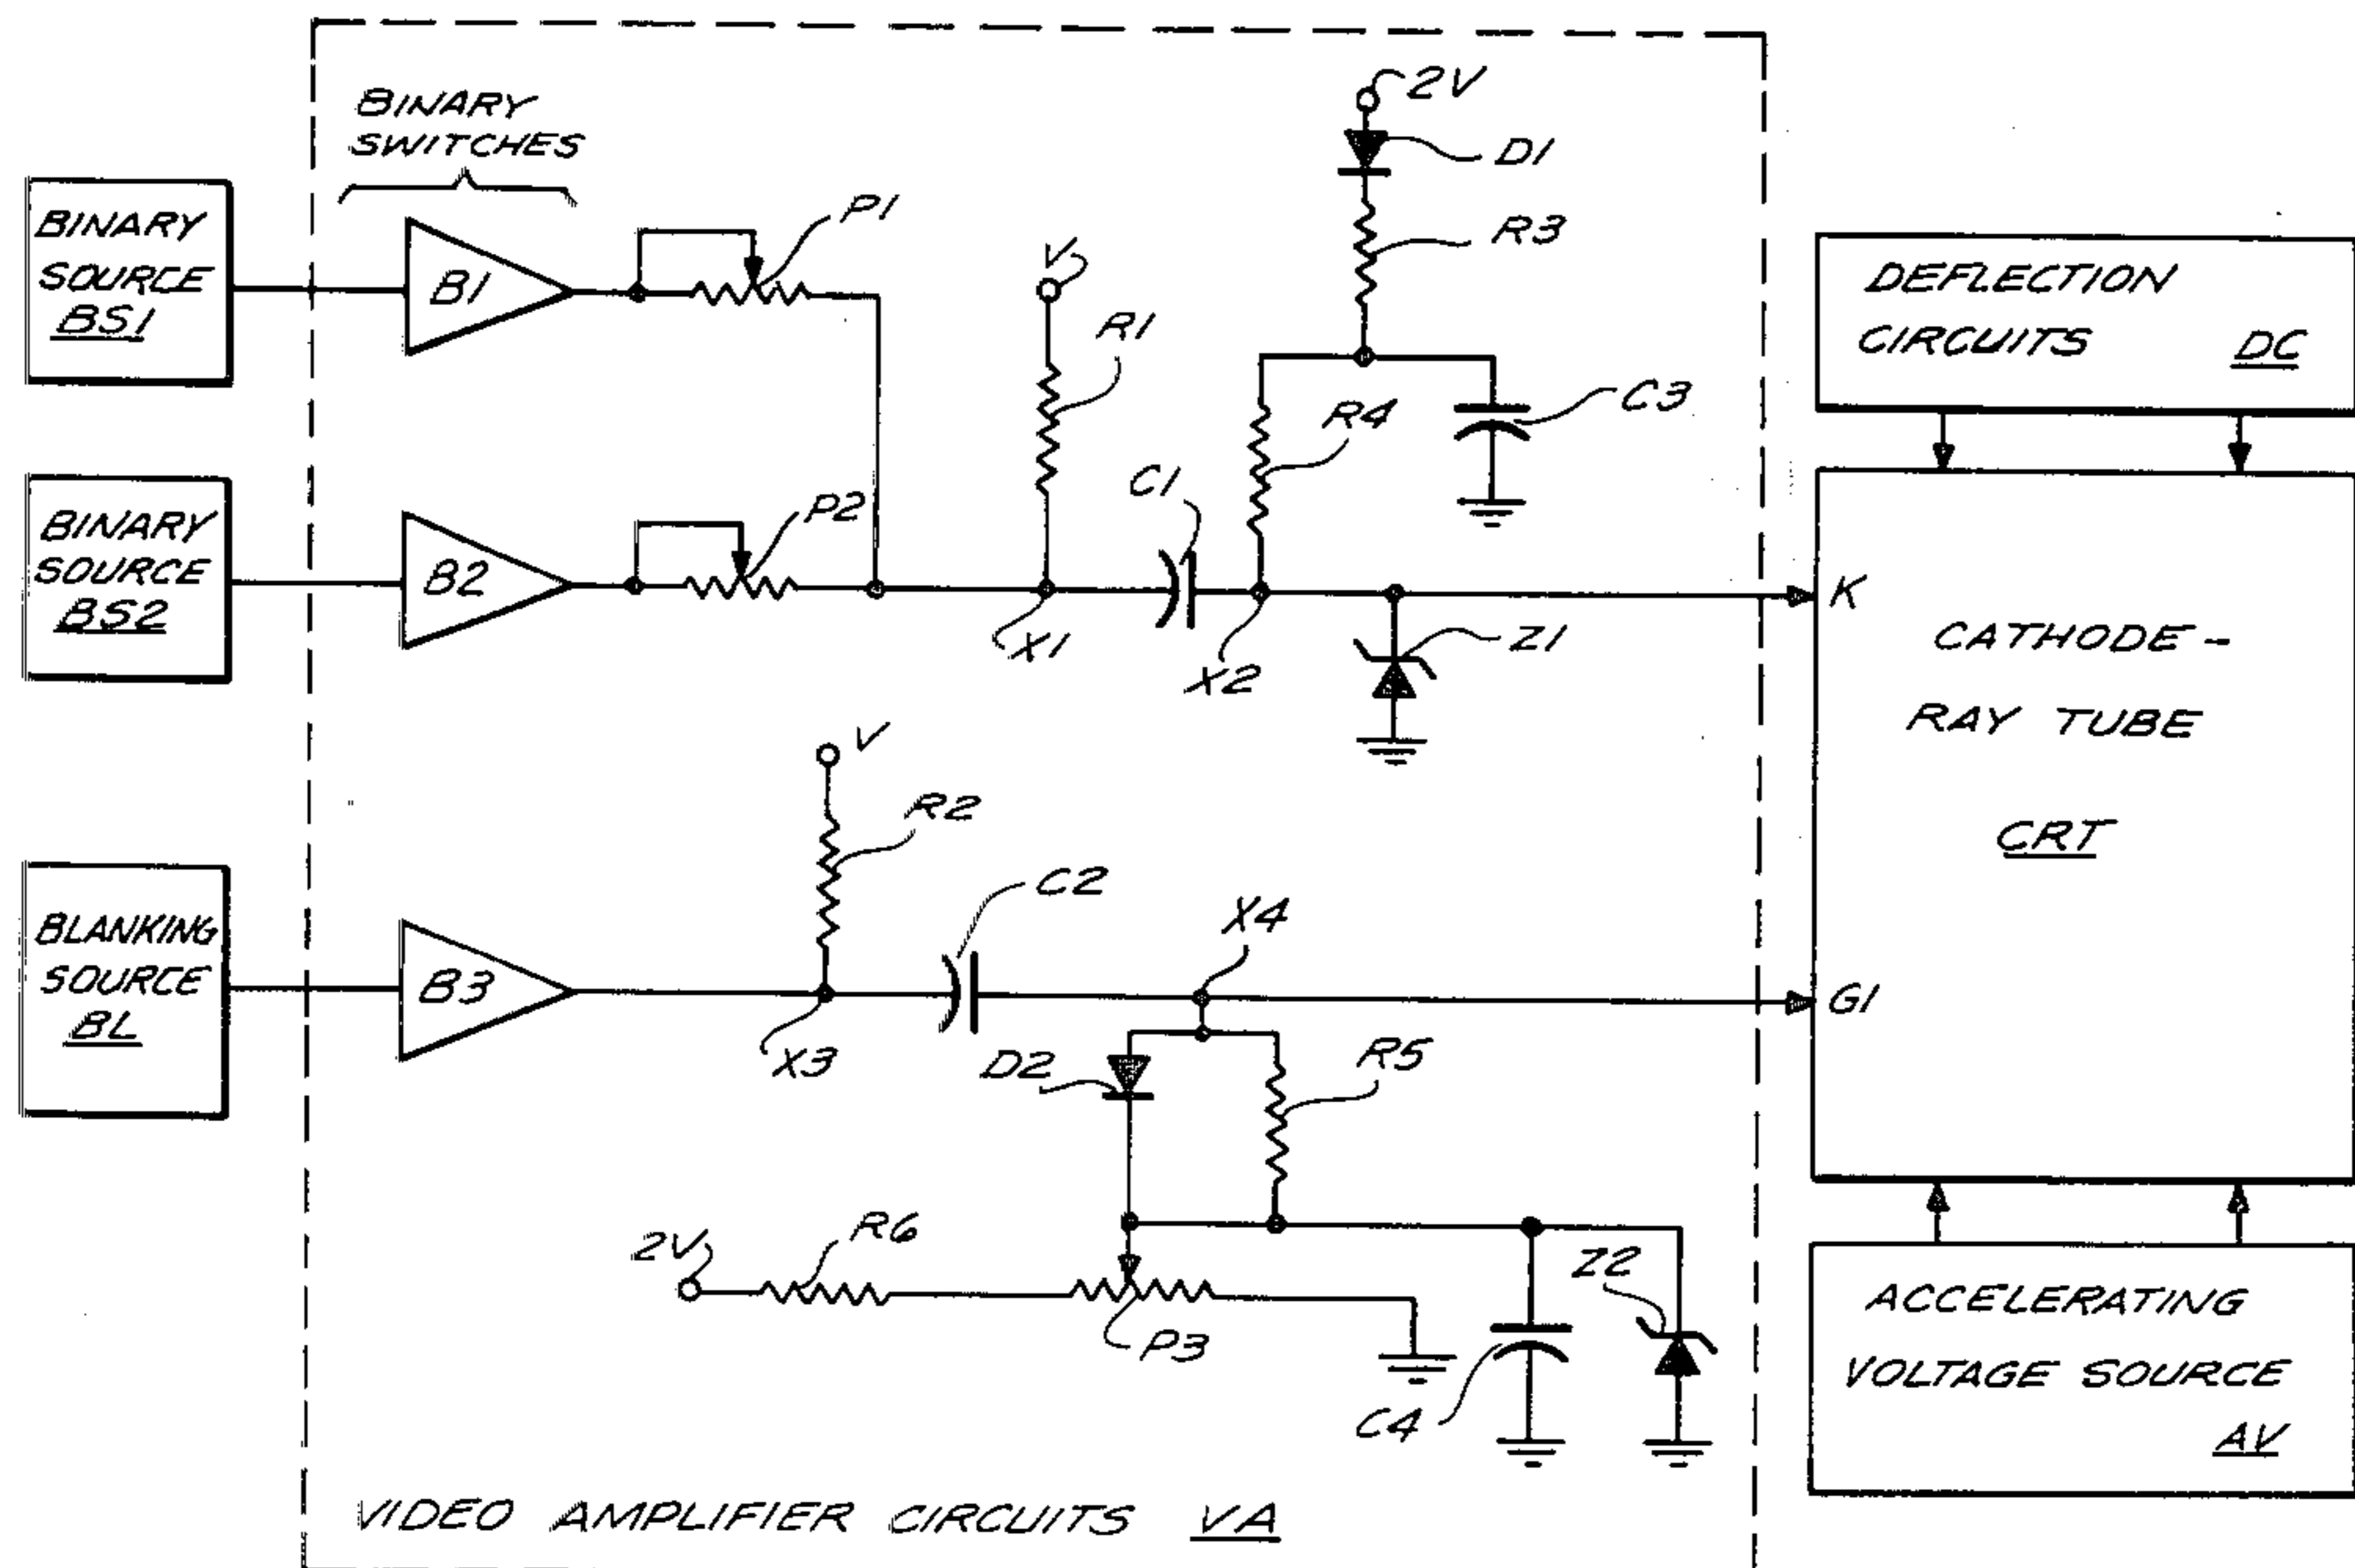 BINARY
SWITCHES
BINARY
SOURCE
BS1
B1
P1
V
R1
2V
D1
R3
R4
C3
C1
DEFLECTION
CIRCUITS DC
BINARY
SOURCE
BS2
B2
P2
X1
X2
Z1
K
CATHODE-
RAY TUBE
CRT
V
R2
C2
X4
BLANKING
SOURCE
BL
B3
X3
D2
R5
G1
2V
R6
P3
C4
Z2
ACCELERATING
VOLTAGE SOURCE
AV
VIDEO AMPLIFIER CIRCUITS VA